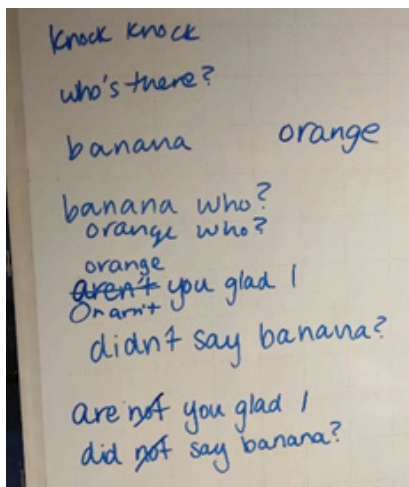 knock knock
who's there?
banana orange
banana who?
orange who?
orange
aren't you glad I
Orarn't
didn't say banana?
are not you glad I
did not say banana?